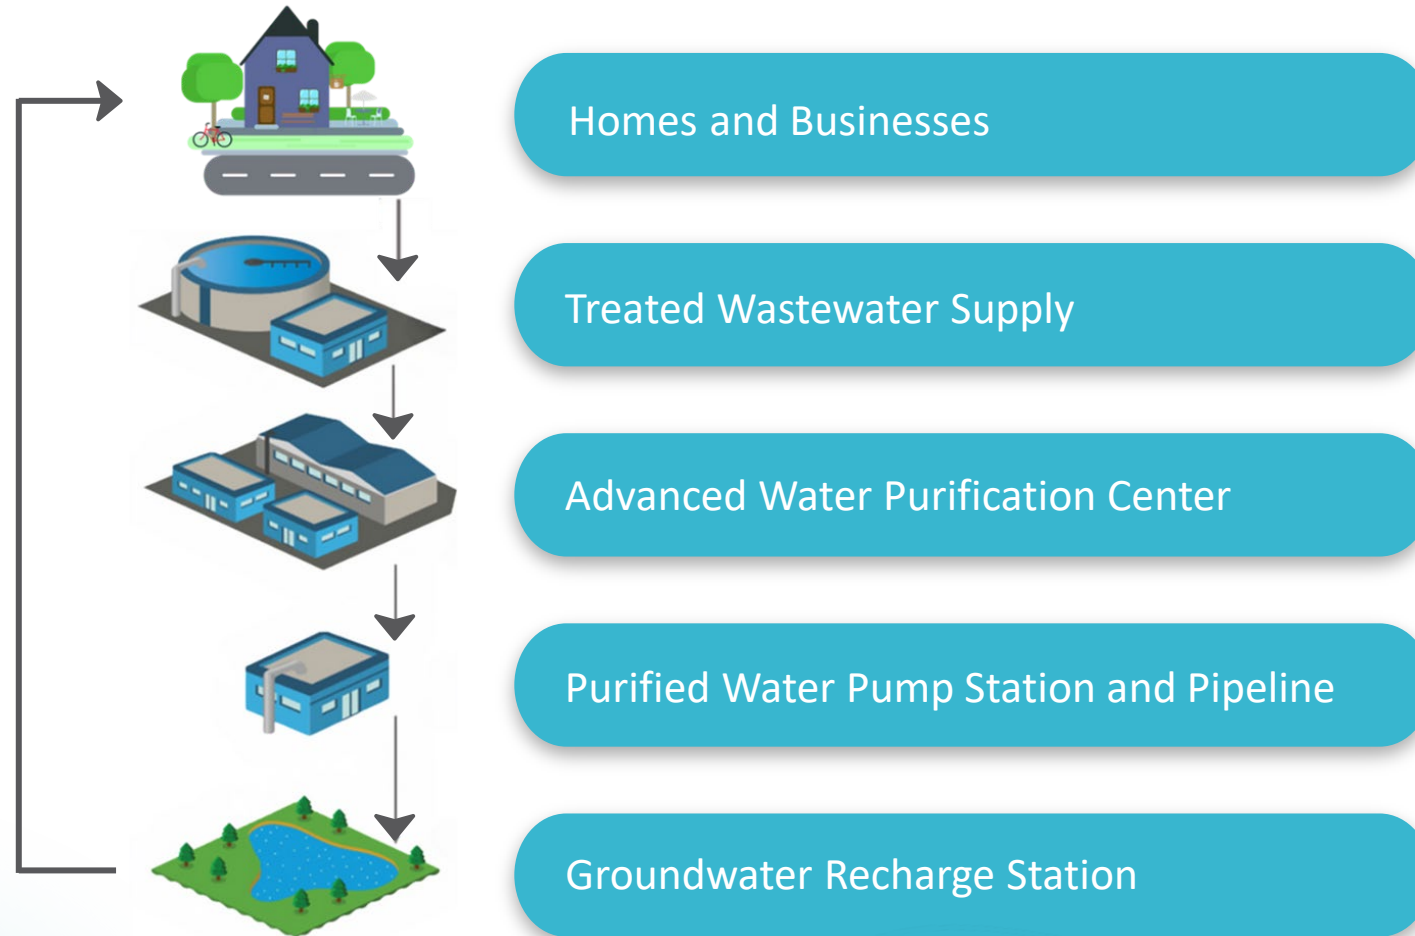 Homes and Businesses
Treated Wastewater Supply
Advanced Water Purification Center
Purified Water Pump Station and Pipeline
Groundwater Recharge Station